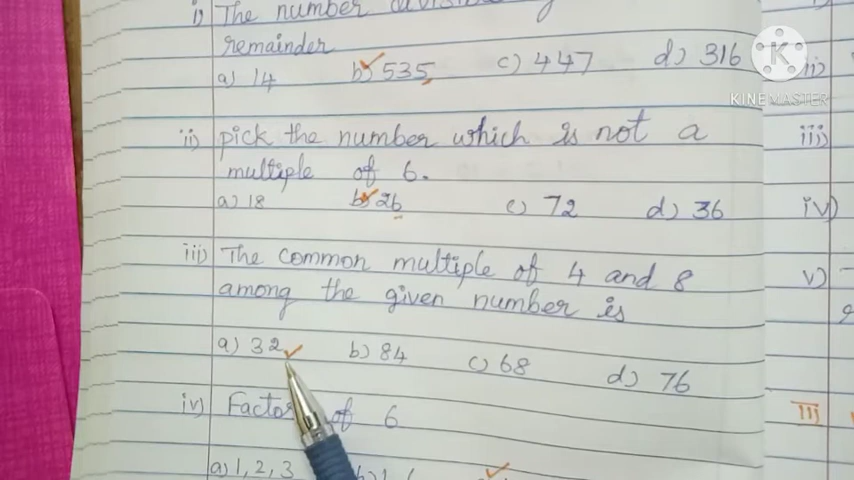 i) The number
remainder
a) 14 b) 535 c) 447 d) 316
KINEMASTER
ii) pick the number which is not a
multiple of 6.
a) 18 b) 26 c) 72 d) 36
iii) The common multiple of 4 and 8
among the given number is
a) 32 b) 84 c) 68 d) 76
iv) Factor of 6
a) 1, 2, 3
ii)
iii)
iv)
v)
III